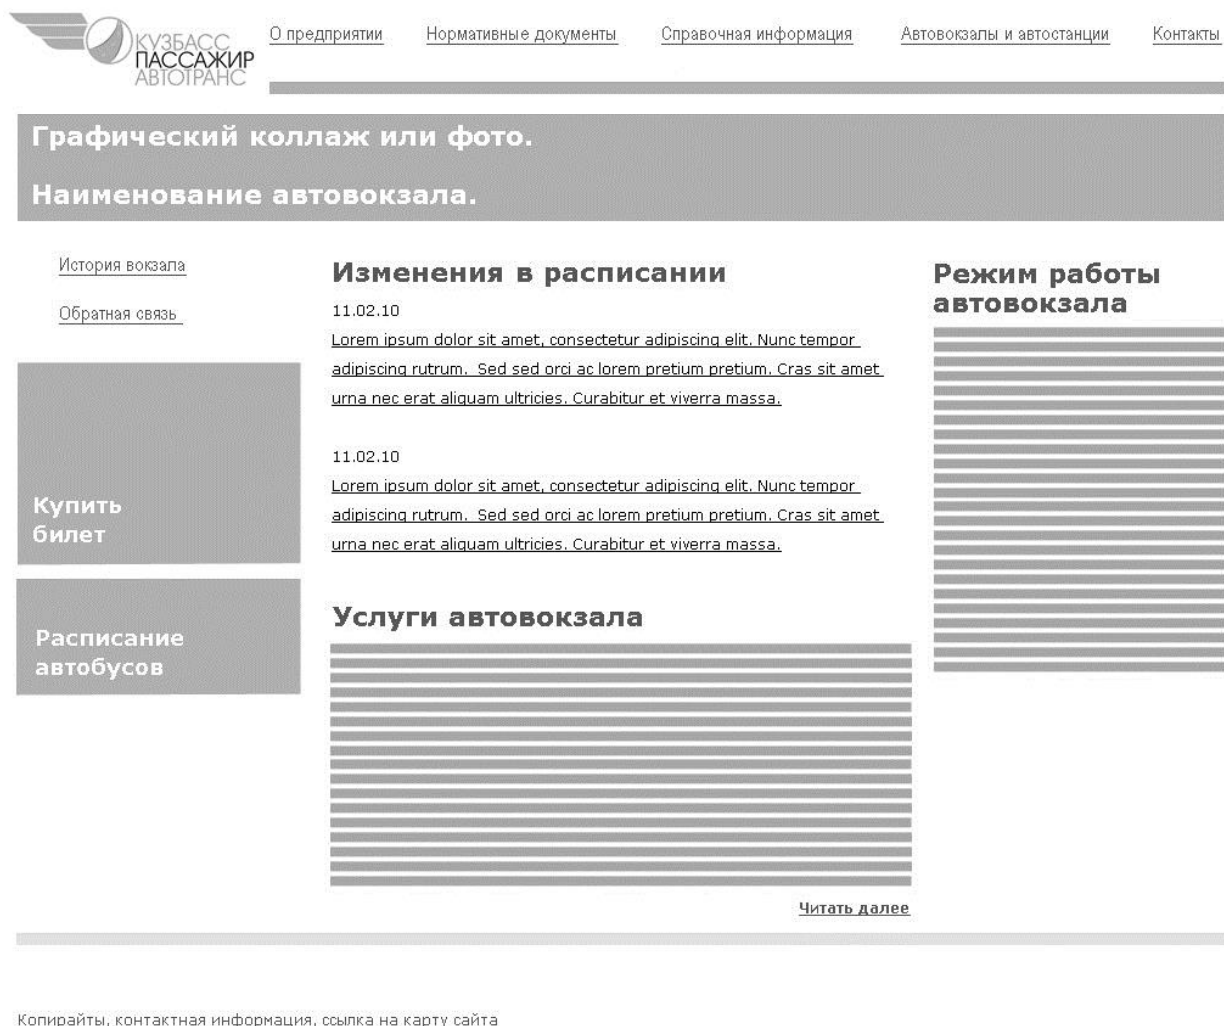 КУЗБАСС
ПАССАЖИР
АВТОТРАНС
О предприятии
Нормативные документы
Справочная информация
Автовокзалы и автостанции
Контакты
Графический коллаж или фото.
Наименование автовокзала.
История вокзала
Обратная связь
Купить
билет
Расписание
автобусов
Изменения в расписании
11.02.10
Lorem ipsum dolor sit amet, consectetur adipiscing elit. Nunc tempor
adipiscing rutrum. Sed sed orci ac lorem pretium pretium. Cras sit amet
urna nec erat aliquam ultricies. Curabitur et viverra massa.
11.02.10
Lorem ipsum dolor sit amet, consectetur adipiscing elit. Nunc tempor
adipiscing rutrum. Sed sed orci ac lorem pretium pretium. Cras sit amet
urna nec erat aliquam ultricies. Curabitur et viverra massa.
Услуги автовокзала
Читать далее
Режим работы
автовокзала
Копирайты, контактная информация, ссылка на карту сайта